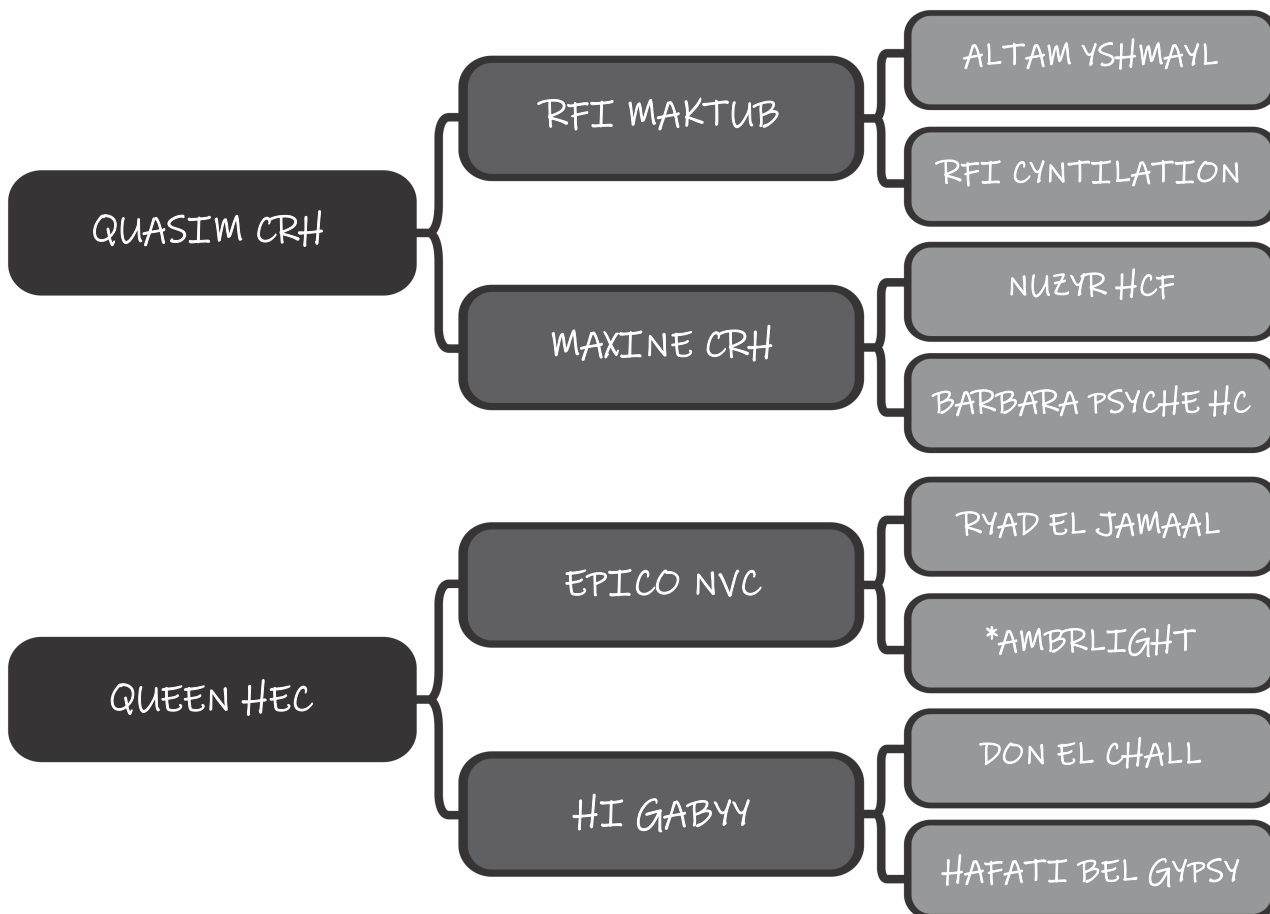 QUASIM CRH
RFI MAKTUB
ALTAM YSHMAYL
RFI CYNTILATION
MAXINE CRH
NUZYR HCF
BARBARA PSYCHE HC
QUEEN HEC
EPICO NVC
RYAD EL JAMAAL
*AMBRLIGHT
HI GABYY
DON EL CHALL
HAFATI BEL GYPSY